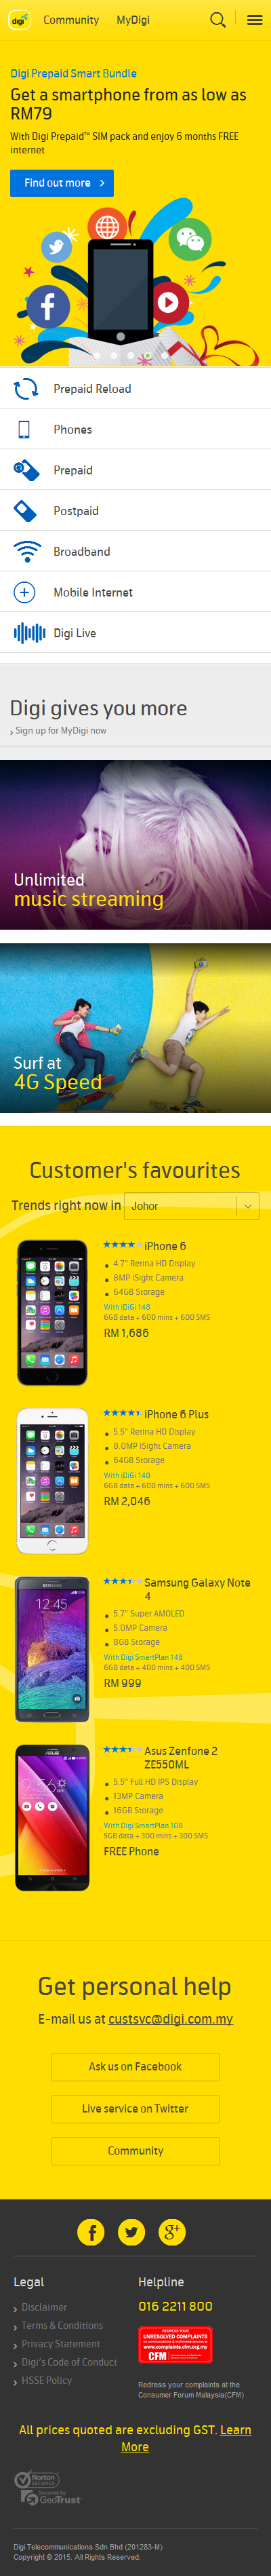 digi Community MyDigi
Digi Prepaid Smart Bundle
Get a smartphone from as low as
RM79
With Digi Prepaid™ SIM pack and enjoy 6 months FREE
internet
Find out more
Prepaid Reload
Phones
Prepaid
Postpaid
Broadband
Mobile Internet
Digi Live
Digi gives you more
Sign up for MyDigi now
Unlimited
music streaming
Surf at
4G Speed
Customer's favourites
Trends right now in Johor
iPhone 6
4.7" Retina HD Display
8MP iSight Camera
64GB Storage
With iDiGi 148
6GB data + 600 mins + 600 SMS
RM 1,686
iPhone 6 Plus
5.5" Retina HD Display
8.0MP iSight Camera
64GB Storage
With iDiGi 148
6GB data + 600 mins + 600 SMS
RM 2,046
Samsung Galaxy Note
4
5.7" Super AMOLED
5.0MP Camera
8GB Storage
With Digi SmartPlan 148
6GB data + 400 mins + 400 SMS
RM 999
Asus Zenfone 2
ZE550ML
5.5" Full HD IPS Display
13MP Camera
16GB Storage
With Digi SmartPlan 108
5GB data + 300 mins + 300 SMS
FREE Phone
Get personal help
E-mail us at custsvc@digi.com.my
Ask us on Facebook
Live service on Twitter
Community
Legal
Disclaimer
Terms & Conditions
Privacy Statement
Digi's Code of Conduct
HSSE Policy
Helpline
016 2211 800
REDRESS YOUR
UNRESOLVED COMPLAINTS
www.complaints.cfm.org.my
CFM
Redress your complaints at the
Consumer Forum Malaysia(CFM)
All prices quoted are excluding GST. Learn
More
Norton
SECURED
Secured by
GeoTrust
Digi Telecommunications Sdn Bhd (201283-M)
Copyright © 2015. All Rights Reserved.